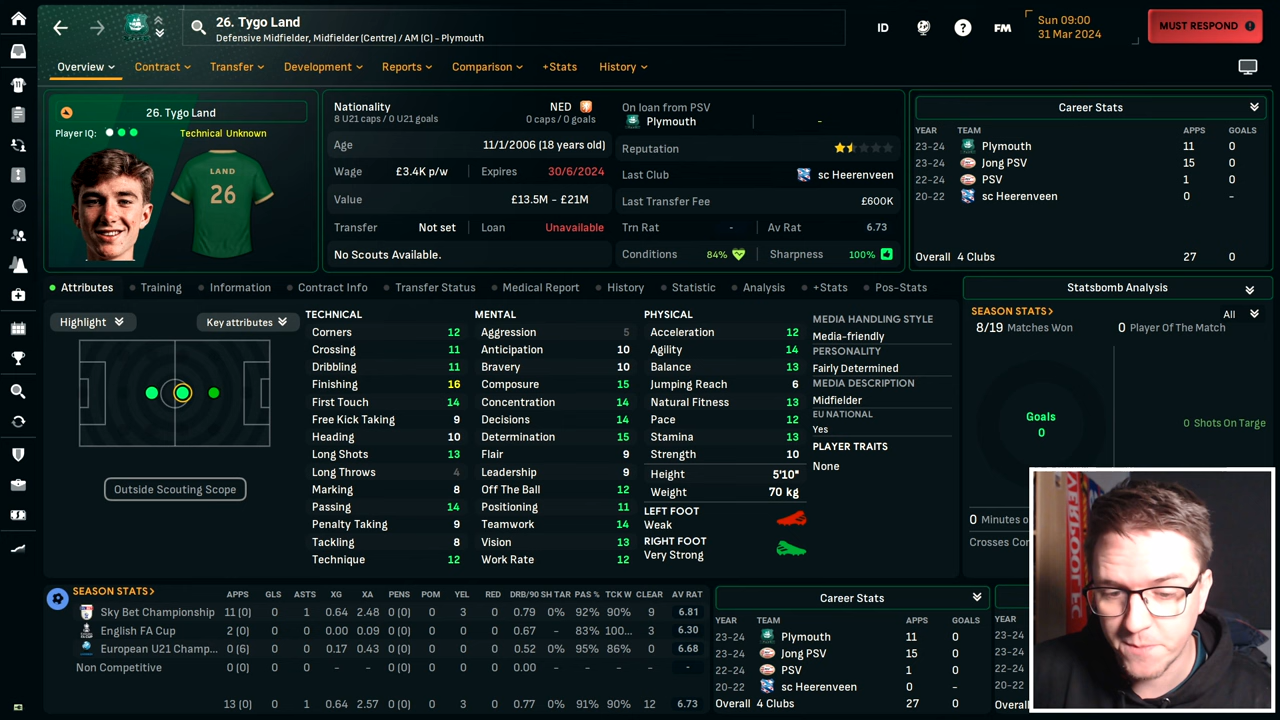 26. Tygo Land
Defensive Midfielder, Midfielder (Centre) / AM (C) - Plymouth
ID
FM
Sun 09:00
31 Mar 2024
MUST RESPOND
Overview
Contract
Transfer
Development
Reports
Comparison
+Stats
History
26. Tygo Land
Player IQ:
Technical Unknown
LAND
26
Nationality
NED
8 U21 caps / 0 U21 goals
0 caps / 0 goals
Age
11/1/2006 (18 years old)
Wage
£3.4K p/w
Expires
30/6/2024
Value
£13.5M - £21M
Transfer
Not set
Loan
Unavailable
No Scouts Available.
On loan from PSV
Plymouth
-
Reputation
Last Club
sc Heerenveen
Last Transfer Fee
£600K
Trn Rat
-
Av Rat
6.73
Conditions
84%
Sharpness
100%
Career Stats
YEAR TEAM APPS GOALS
23-24 Plymouth 11 0
23-24 Jong PSV 15 0
22-24 PSV 1 0
20-22 sc Heerenveen 0 -
Overall 4 Clubs 27 0
Attributes
Training
Information
Contract Info
Transfer Status
Medical Report
History
Statistic
Analysis
+Stats
Pos-Stats
Highlight
Key attributes
Outside Scouting Scope
TECHNICAL
Corners 12
Crossing 11
Dribbling 11
Finishing 16
First Touch 14
Free Kick Taking 9
Heading 10
Long Shots 13
Long Throws 4
Marking 8
Passing 14
Penalty Taking 9
Tackling 8
Technique 12
MENTAL
Aggression 5
Anticipation 10
Bravery 10
Composure 15
Concentration 14
Decisions 14
Determination 15
Flair 9
Leadership 9
Off The Ball 12
Positioning 11
Teamwork 14
Vision 13
Work Rate 12
PHYSICAL
Acceleration 12
Agility 14
Balance 13
Jumping Reach 6
Natural Fitness 13
Pace 12
Stamina 13
Strength 10
Height 5'10"
Weight 70 kg
LEFT FOOT
Weak
RIGHT FOOT
Very Strong
MEDIA HANDLING STYLE
Media-friendly
PERSONALITY
Fairly Determined
MEDIA DESCRIPTION
Midfielder
EU NATIONAL
Yes
PLAYER TRAITS
None
Statsbomb Analysis
SEASON STATS>
All
8/19 Matches Won
0 Player Of The Match
Goals
0
0 Shots On Targe
0 Minutes o
Crosses Co
SEASON STATS> APPS GLS ASTS XG XA PENS POM YEL RED DRB/90 SH TAR PAS % TCK W CLEAR AV RAT
Sky Bet Championship 11 (0) 0 1 0.64 2.48 0 (0) 0 3 0 0.79 0% 92% 90% 9 6.81
English FA Cup 2 (0) 0 0 0.00 0.09 0 (0) 0 0 0 0.67 - 83% 100... 3 6.30
European U21 Champ... 0 (6) 0 0 0.17 0.43 0 (0) 0 0 0 0.52 0% 95% 86% 0 6.68
Non Competitive 0 (0) 0 0 - - 0 (0) 0 0 0 0.00 - - - - -
13 (0) 0 1 0.64 2.57 0 (0) 0 3 0 0.77 0% 91% 90% 12 6.73
Career Stats
YEAR TEAM APPS GOALS
23-24 Plymouth 11 0
23-24 Jong PSV 15 0
22-24 PSV 1 0
20-22 sc Heerenveen 0 -
Overall 4 Clubs 27 0
YEAR
23-24
23-24
22-24
20-22
Overall